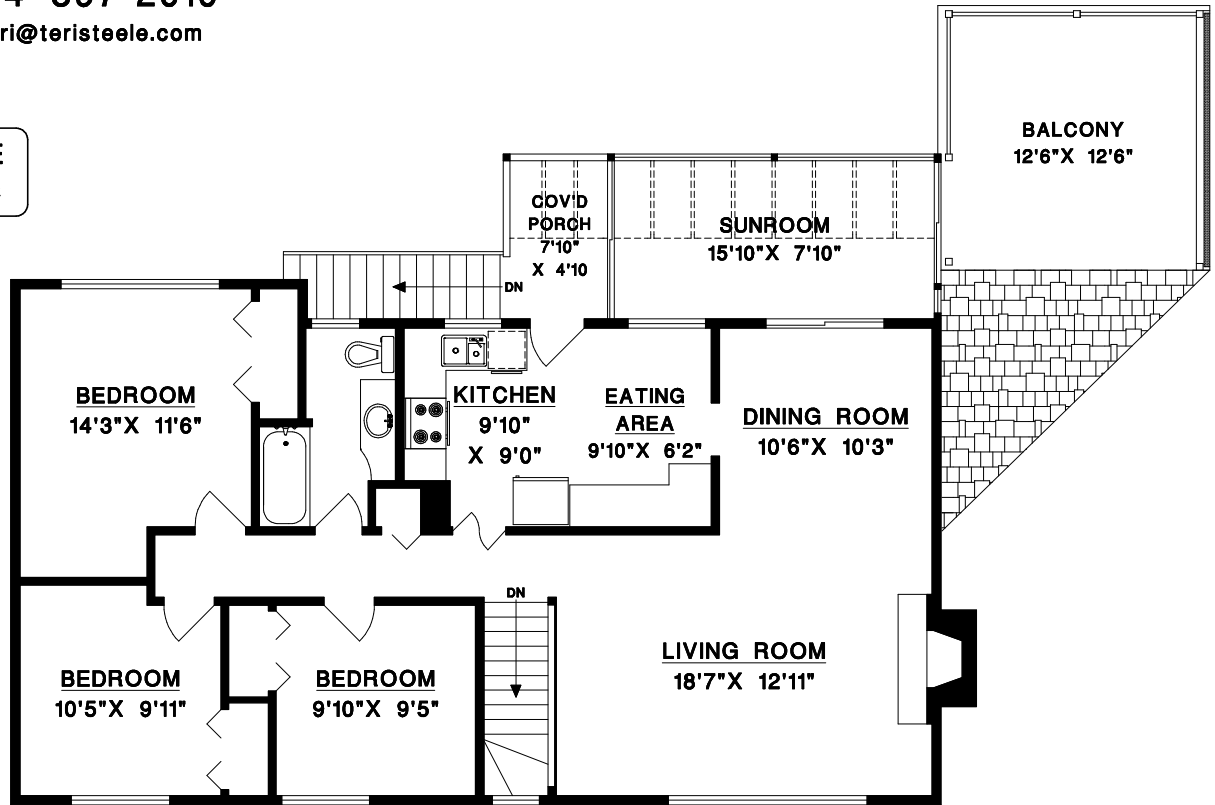 ri@teristeele.com
BALCONY
12'6"X 12'6"
COV'D
PORCH
7'10"
X 4'10
SUNROOM
15'10"X 7'10"
DN
BEDROOM
14'3"X 11'6"
KITCHEN
9'10"
X 9'0"
EATING
AREA
9'10"X 6'2"
DINING ROOM
10'6"X 10'3"
DN
BEDROOM
10'5"X 9'11"
BEDROOM
9'10"X 9'5"
LIVING ROOM
18'7"X 12'11"